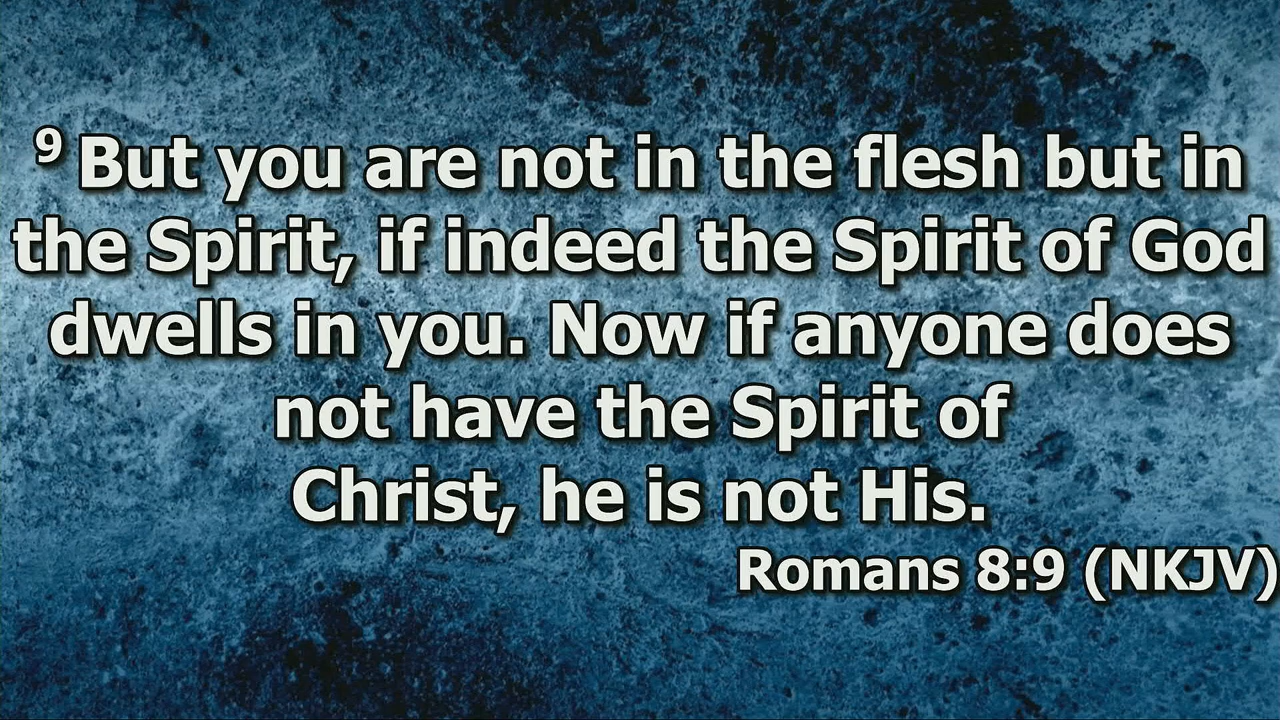 9 But you are not in the flesh but in
the Spirit, if indeed the Spirit of God
dwells in you. Now if anyone does
not have the Spirit of
Christ, he is not His.
Romans 8:9 (NKJV)